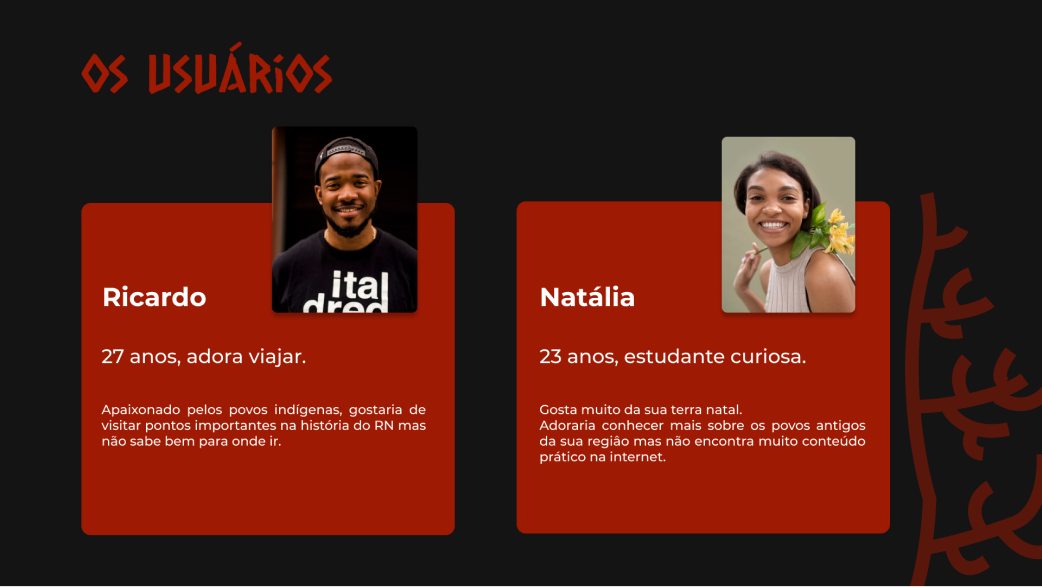 OS USUÁRIOS
ital
dred
Ricardo
27 anos, adora viajar.
Apaixonado pelos povos indígenas, gostaria de
visitar pontos importantes na história do RN mas
não sabe bem para onde ir.
Natália
23 anos, estudante curiosa.
Gosta muito da sua terra natal.
Adoraria conhecer mais sobre os povos antigos
da sua região mas não encontra muito conteúdo
prático na internet.